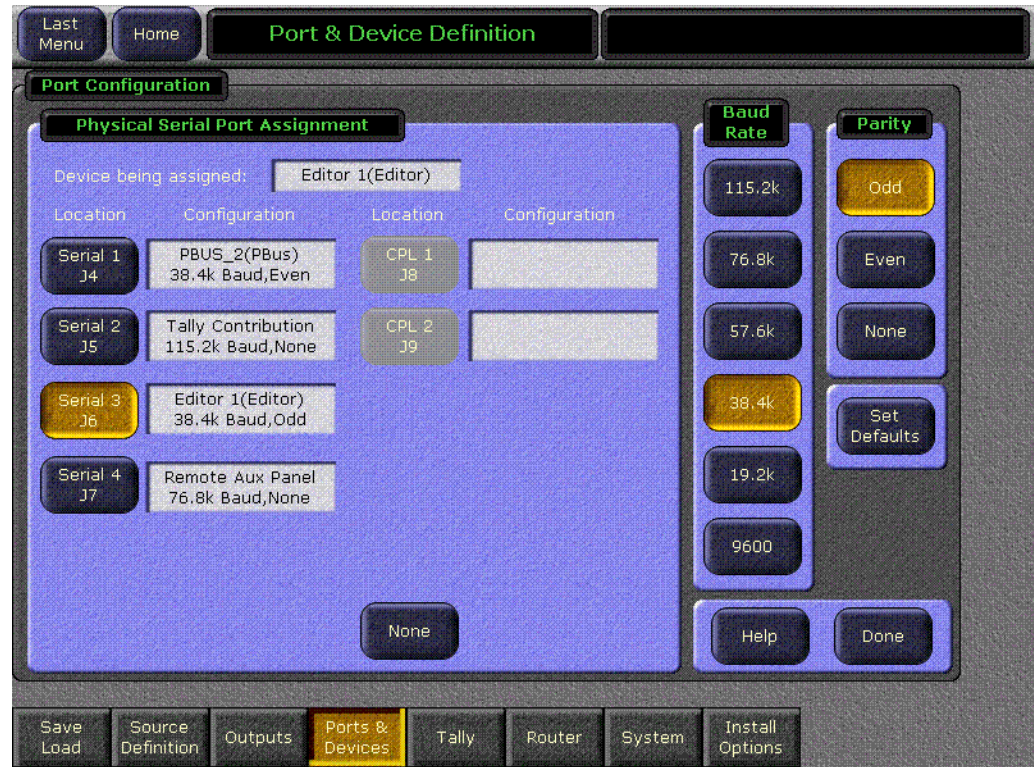 Last
Menu
Home
Port & Device Definition
Port Configuration
Physical Serial Port Assignment
Device being assigned:
Editor 1(Editor)
Location
Configuration
Location
Configuration
Serial 1
J4
PBUS_2(PBus)
38.4k Baud,Even
CPL 1
J8
Serial 2
J5
Tally Contribution
115.2k Baud,None
CPL 2
J9
Serial 3
J6
Editor 1(Editor)
38.4k Baud,Odd
Serial 4
J7
Remote Aux Panel
76.8k Baud,None
None
Baud
Rate
115.2k
76.8k
57.6k
38.4k
19.2k
9600
Parity
Odd
Even
None
Set
Defaults
Help
Done
Save
Load
Source
Definition
Outputs
Ports &
Devices
Tally
Router
System
Install
Options